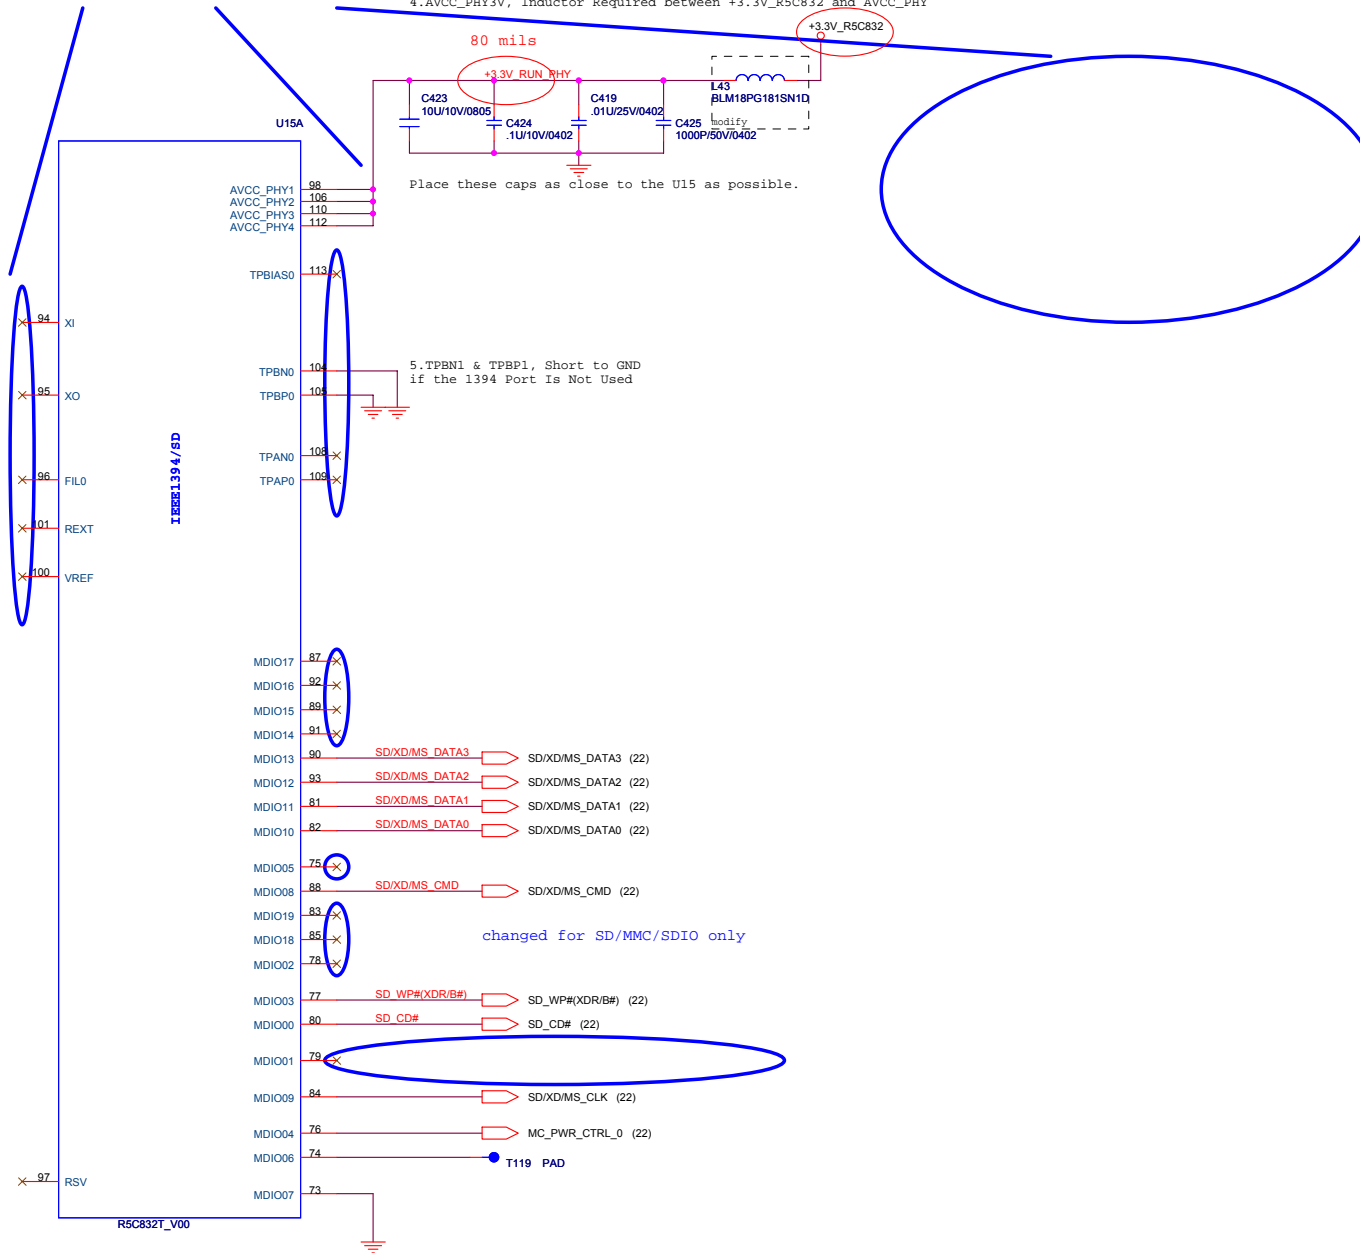 4.AVCC_PHY3V, Inductor Required between +3.3V_R5C832 and AVCC_PHY
+3.3V_R5C832
80 mils
+3.3V_RUN_PHY
L43
BLM18PG181SN1D
modify
C423
10U/10V/0805
C424
.1U/10V/0402
C419
.01U/25V/0402
C425
1000P/50V/0402
U15A
Place these caps as close to the U15 as possible.
AVCC_PHY1 98
AVCC_PHY2 106
AVCC_PHY3 110
AVCC_PHY4 112
TPBIAS0 113
94 XI
5.TPBN1 & TPBP1, Short to GND
if the 1394 Port Is Not Used
TPBN0 104
95 XO
TPBP0 105
IEEE1394/SD
TPAN0 108
96 FIL0
TPAP0 109
101 REXT
100 VREF
MDIO17 87
MDIO16 92
MDIO15 89
MDIO14 91
MDIO13 90 SD/XD/MS_DATA3 SD/XD/MS_DATA3 (22)
MDIO12 93 SD/XD/MS_DATA2 SD/XD/MS_DATA2 (22)
MDIO11 81 SD/XD/MS_DATA1 SD/XD/MS_DATA1 (22)
MDIO10 82 SD/XD/MS_DATA0 SD/XD/MS_DATA0 (22)
MDIO05 75
MDIO08 88 SD/XD/MS_CMD SD/XD/MS_CMD (22)
MDIO19 83
MDIO18 85
changed for SD/MMC/SDIO only
MDIO02 78
MDIO03 77 SD_WP#(XDR/B#) SD_WP#(XDR/B#) (22)
MDIO00 80 SD_CD# SD_CD# (22)
MDIO01 79
MDIO09 84 SD/XD/MS_CLK (22)
MDIO04 76 MC_PWR_CTRL_0 (22)
MDIO06 74 T119 PAD
97 RSV
MDIO07 73
R5C832T_V00